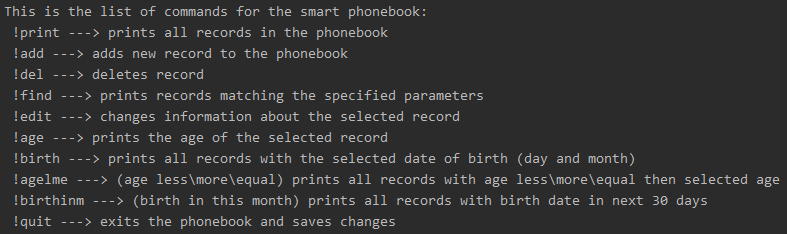 This is the list of commands for the smart phonebook:
!print ---> prints all records in the phonebook
!add ---> adds new record to the phonebook
!del ---> deletes record
!find ---> prints records matching the specified parameters
!edit ---> changes information about the selected record
!age ---> prints the age of the selected record
!birth ---> prints all records with the selected date of birth (day and month)
!agelme ---> (age less\more\equal) prints all records with age less\more\equal then selected age
!birthinm ---> (birth in this month) prints all records with birth date in next 30 days
!quit ---> exits the phonebook and saves changes